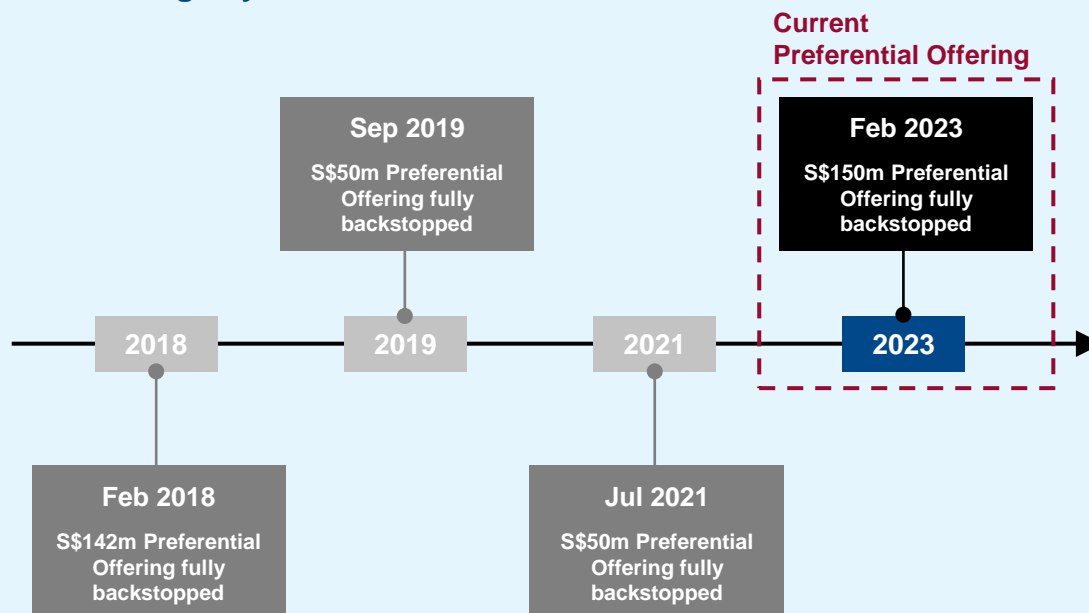 Current
Preferential Offering
Sep 2019
S$50m Preferential
Offering fully
backstopped
Feb 2023
S$150m Preferential
Offering fully
backstopped
2018
2019
2021
2023
Feb 2018
S$142m Preferential
Offering fully
backstopped
Jul 2021
S$50m Preferential
Offering fully
backstopped